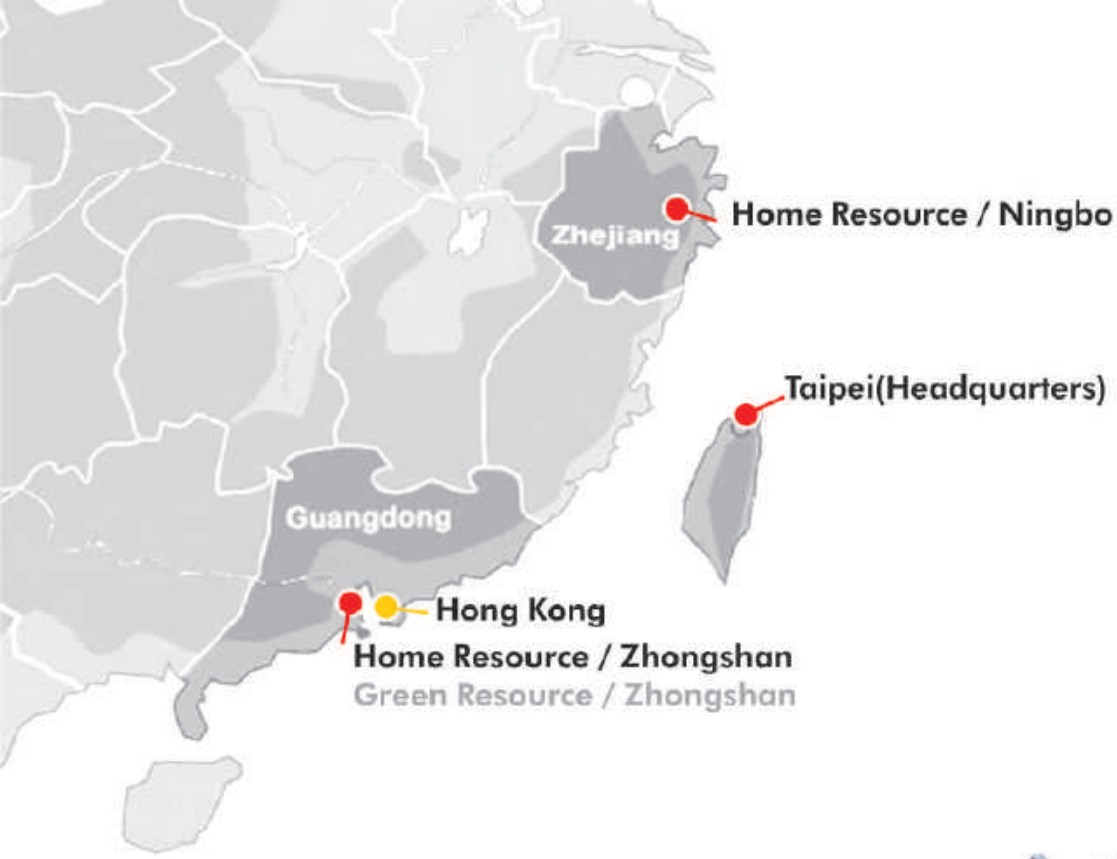 Home Resource / Ningbo
Zhejiang
Taipei(Headquarters)
Guangdong
Hong Kong
Home Resource / Zhongshan
Green Resource / Zhongshan